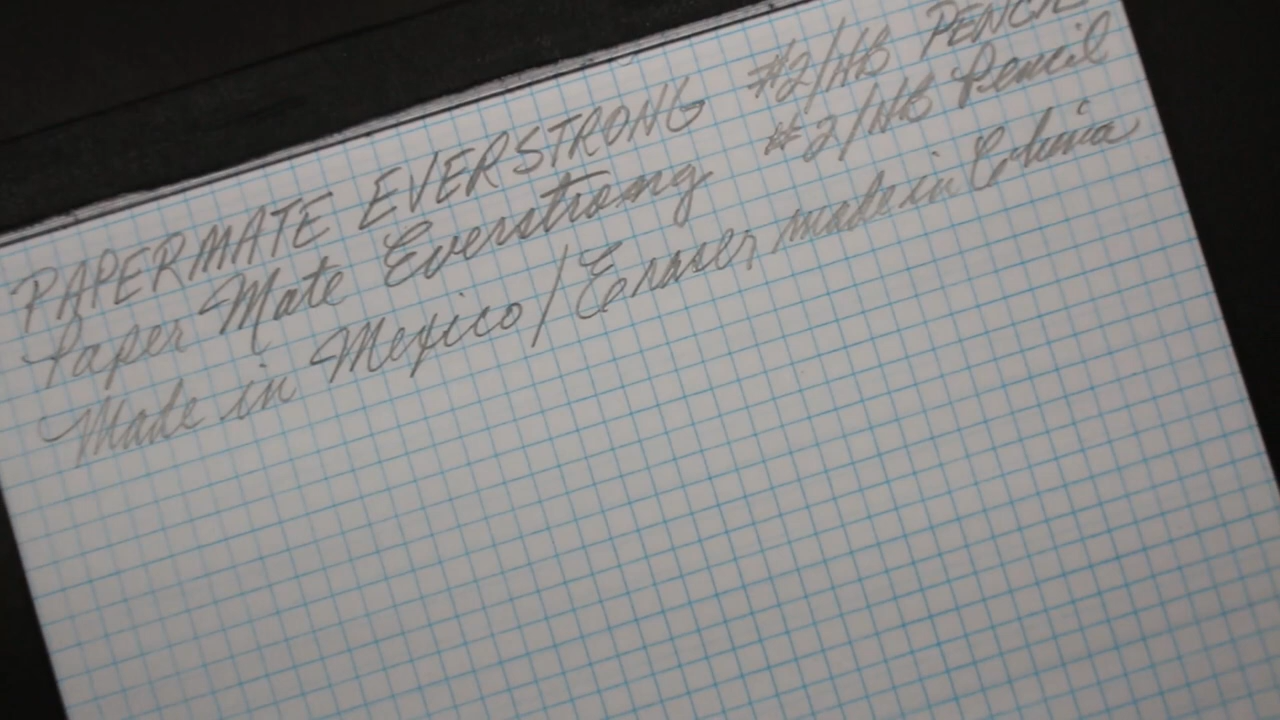 PAPERMATE EVERSTRONG #2/HB PENCIL
Paper Mate Everstrong #2/HB Pencil
Made in Mexico/Eraser, made in China